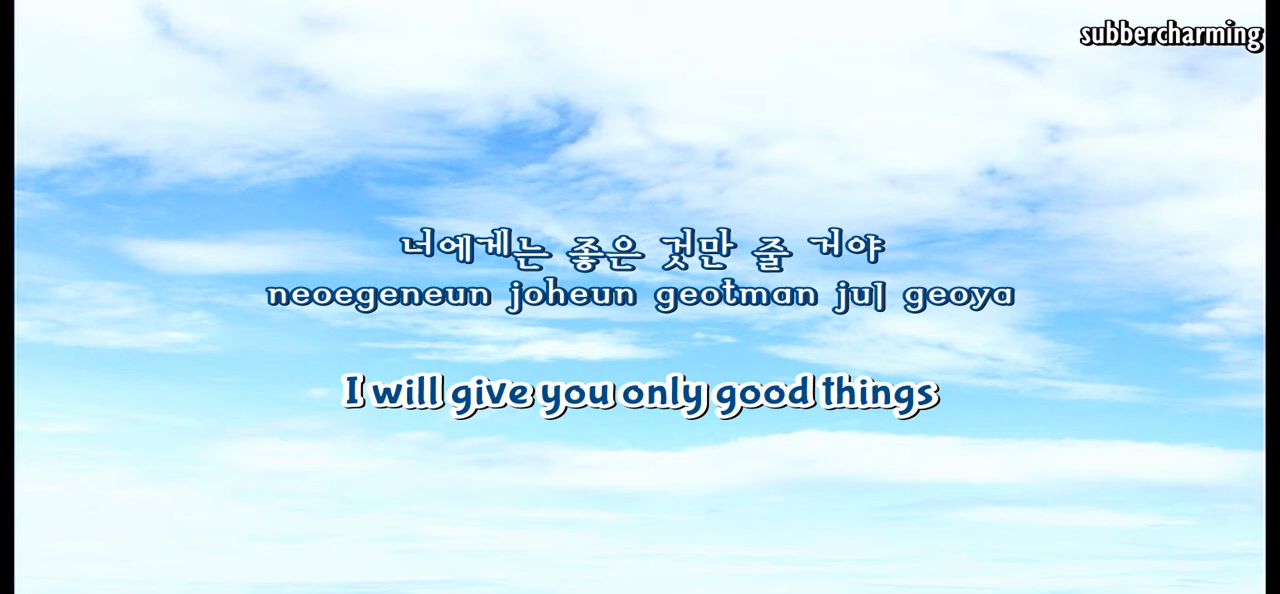 subbercharming
너에게는 좋은 것만 줄 거야
neoegeneun joheun geotman jul geoya
I will give you only good things